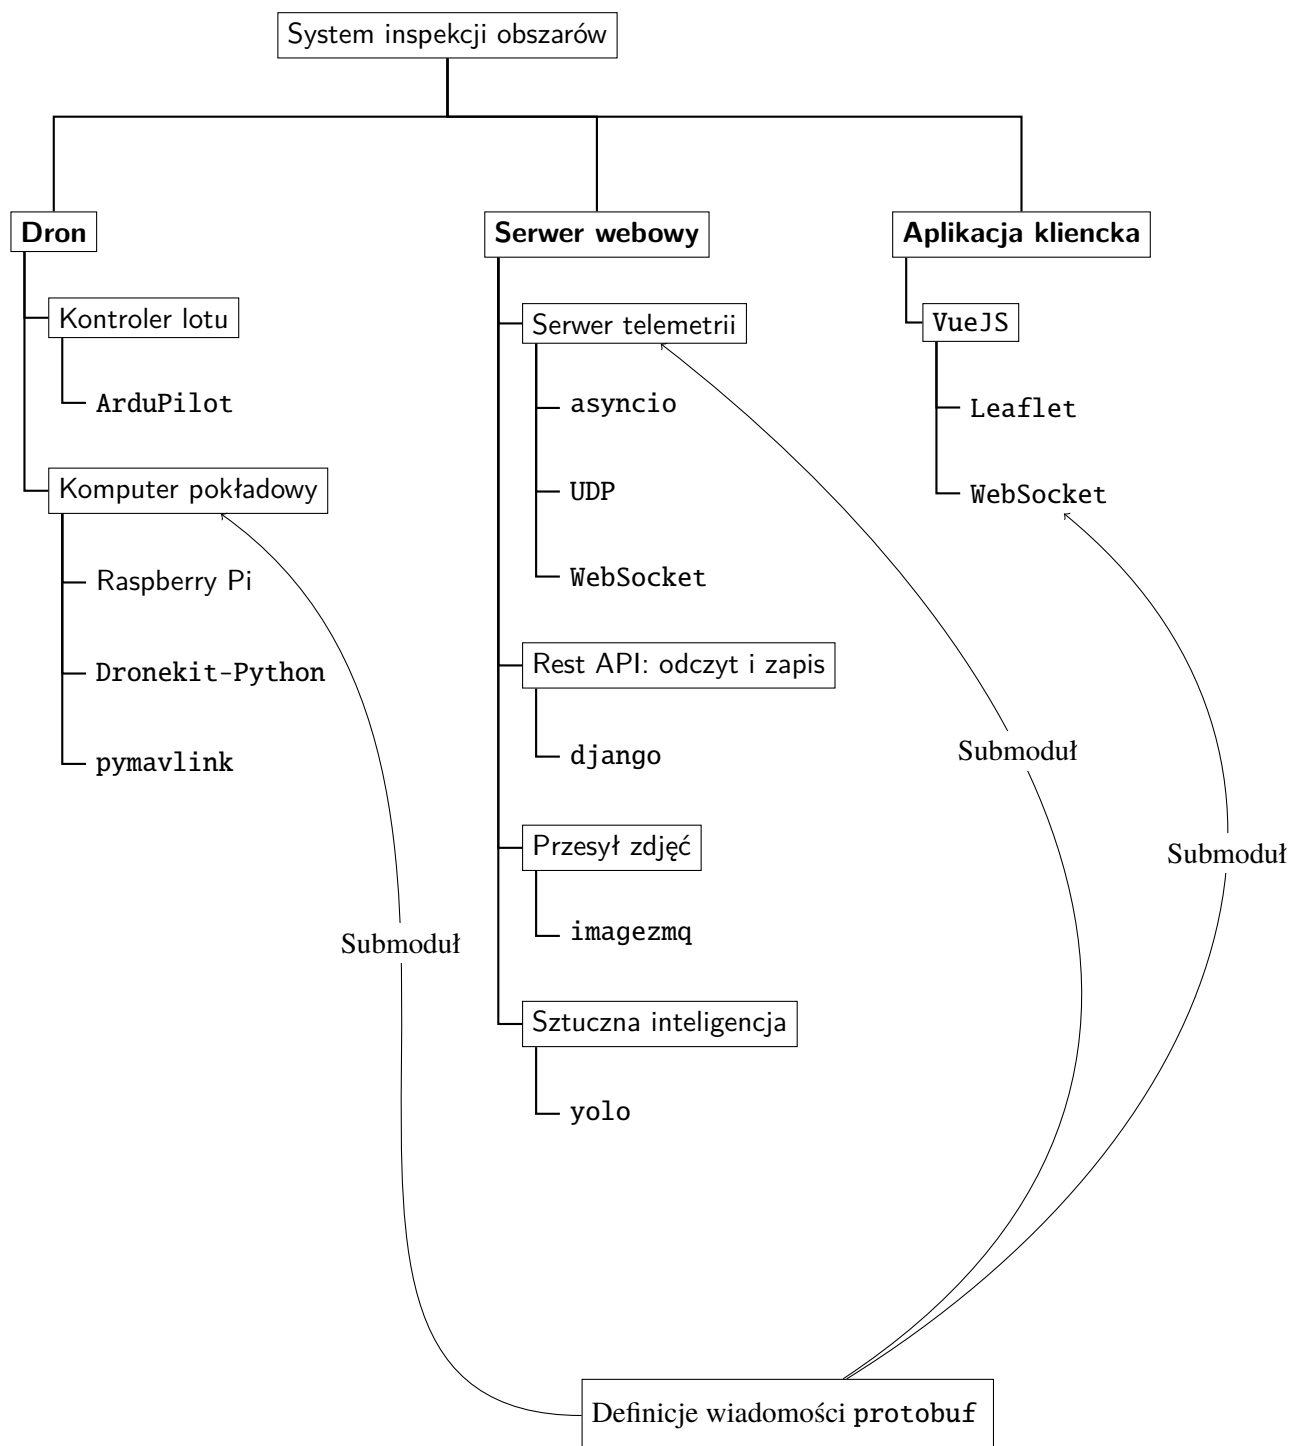 System inspekcji obszarów
Dron
Kontroler lotu
ArduPilot
Komputer pokładowy
Raspberry Pi
Dronekit-Python
pymavlink
Serwer webowy
Serwer telemetrii
asyncio
UDP
WebSocket
Rest API: odczyt i zapis
django
Przesył zdjęć
imagezmq
Sztuczna inteligencja
yolo
Aplikacja kliencka
VueJS
Leaflet
WebSocket
Submoduł
Submoduł
Submoduł
Definicje wiadomości protobuf